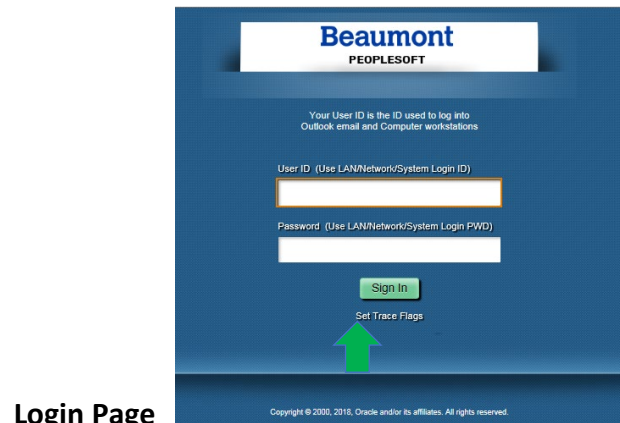 Beaumont
PEOPLESOFT
Your User ID is the ID used to log into
Outlook email and Computer workstations
User ID (Use LAN/Network/System Login ID)
Password (Use LAN/Network/System Login PWD)
Sign In
Set Trace Flags
Login Page
Copyright © 2000, 2018, Oracle and/or its affiliates. All rights reserved.